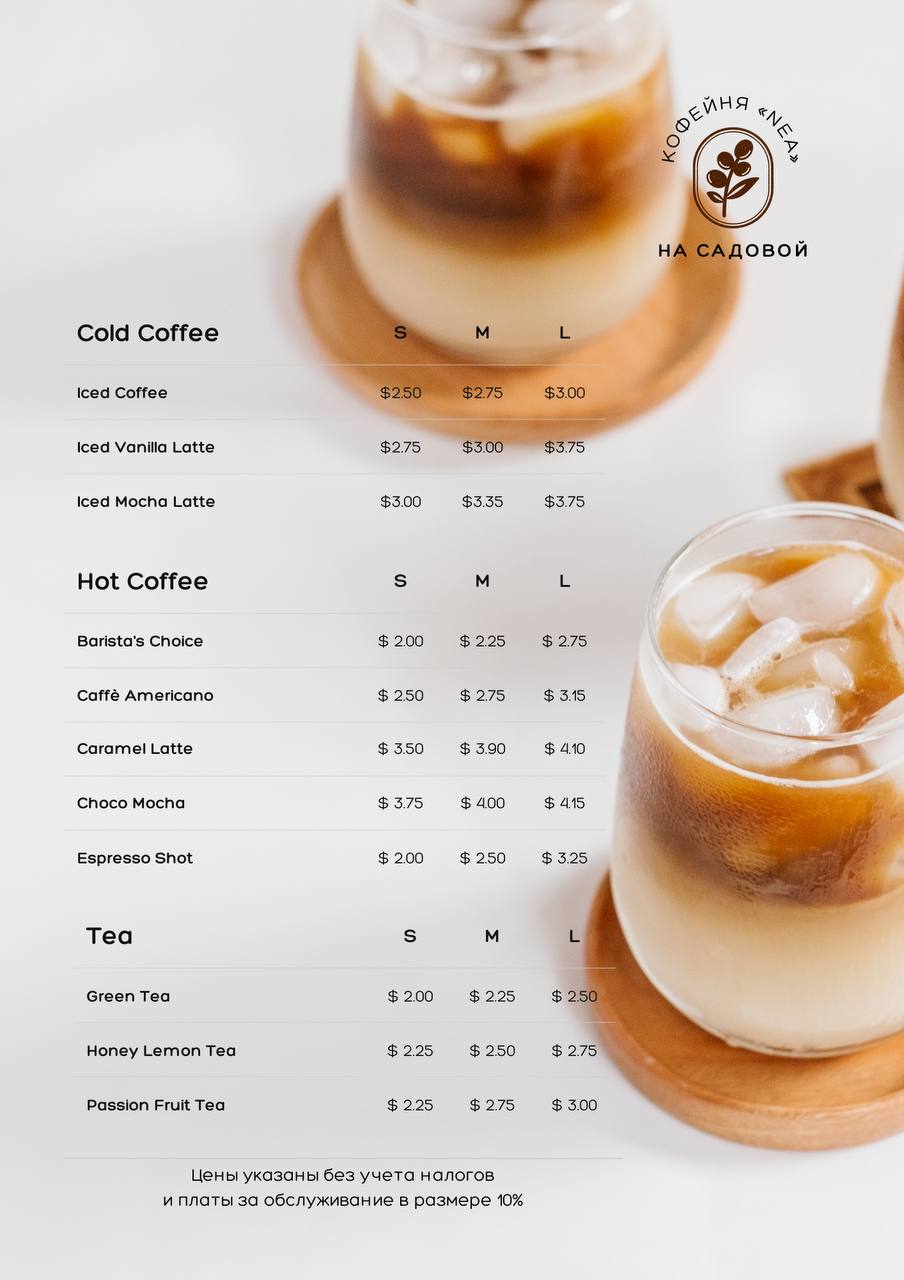 КОФЕЙНЯ «NEA»
НА САДОВОЙ
Cold Coffee S M L
Iced Coffee $2.50 $2.75 $3.00
Iced Vanilla Latte $2.75 $3.00 $3.75
Iced Mocha Latte $3.00 $3.35 $3.75
Hot Coffee S M L
Barista's Choice $ 2.00 $ 2.25 $ 2.75
Caffè Americano $ 2.50 $ 2.75 $ 3.15
Caramel Latte $ 3.50 $ 3.90 $ 4.10
Choco Mocha $ 3.75 $ 4.00 $ 4.15
Espresso Shot $ 2.00 $ 2.50 $ 3.25
Tea S M L
Green Tea $ 2.00 $ 2.25 $ 2.50
Honey Lemon Tea $ 2.25 $ 2.50 $ 2.75
Passion Fruit Tea $ 2.25 $ 2.75 $ 3.00
Цены указаны без учета налогов
и платы за обслуживание в размере 10%